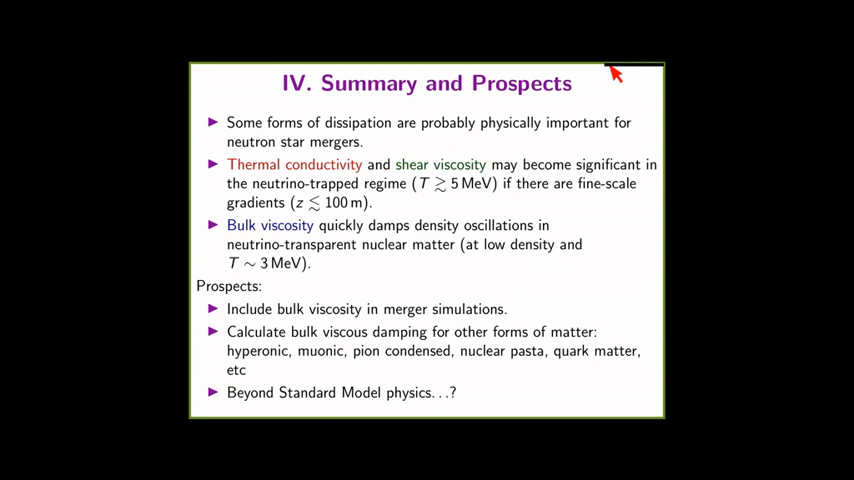 IV. Summary and Prospects
Some forms of dissipation are probably physically important for
neutron star mergers.
Thermal conductivity and shear viscosity may become significant in
the neutrino-trapped regime (T ≳ 5 MeV) if there are fine-scale
gradients (z ≲ 100 m).
Bulk viscosity quickly damps density oscillations in
neutrino-transparent nuclear matter (at low density and
T ∼ 3 MeV).
Prospects:
Include bulk viscosity in merger simulations.
Calculate bulk viscous damping for other forms of matter:
hyperonic, muonic, pion condensed, nuclear pasta, quark matter,
etc
Beyond Standard Model physics...?